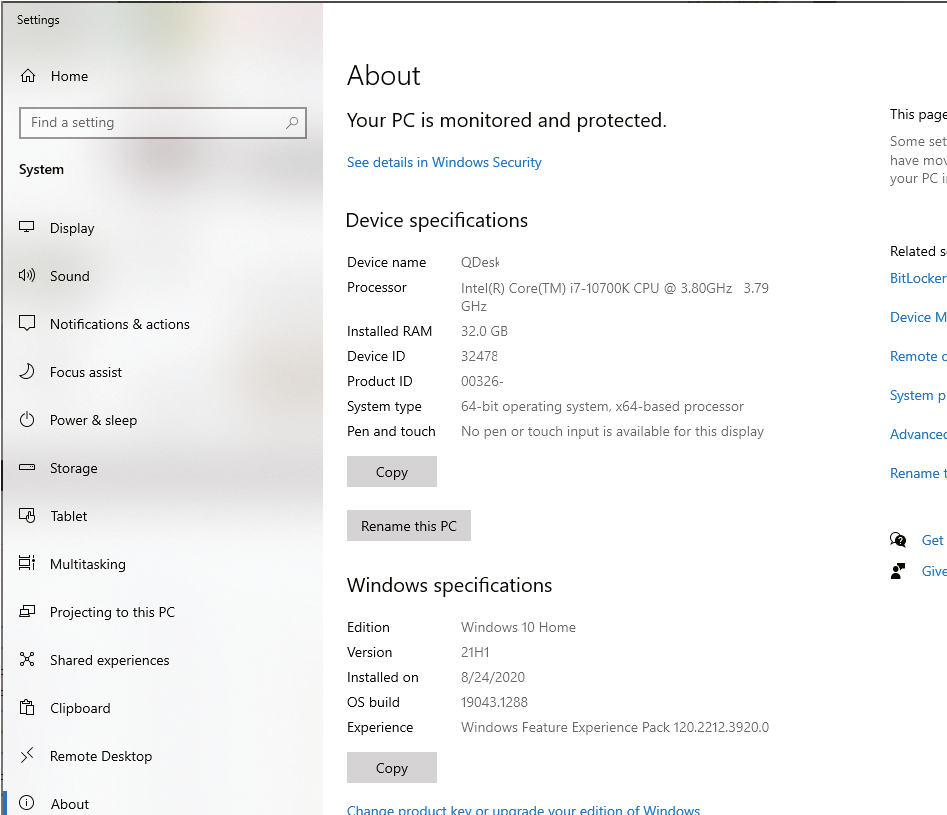 Settings
Home
Find a setting
System
Display
Sound
Notifications & actions
Focus assist
Power & sleep
Storage
Tablet
Multitasking
Projecting to this PC
Shared experiences
Clipboard
Remote Desktop
About
About
Your PC is monitored and protected.
See details in Windows Security
Device specifications
Device name QDesk
Processor Intel(R) Core(TM) i7-10700K CPU @ 3.80GHz 3.79
GHz
Installed RAM 32.0 GB
Device ID 32478
Product ID 00326-
System type 64-bit operating system, x64-based processor
Pen and touch No pen or touch input is available for this display
Copy
Rename this PC
Windows specifications
Edition Windows 10 Home
Version 21H1
Installed on 8/24/2020
OS build 19043.1288
Experience Windows Feature Experience Pack 120.2212.3920.0
Copy
Change product key or upgrade your edition of Windows
This page
Some set
have mov
your PC i
Related s
BitLocker
Device M
Remote d
System p
Advanced
Rename t
Get
Give